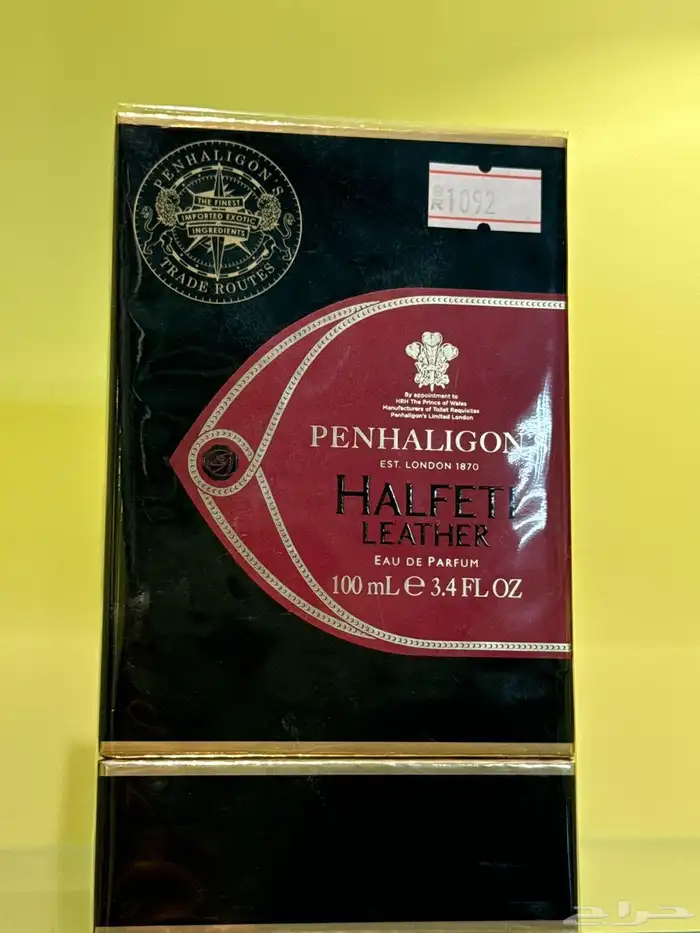 PENHALIGON'S
THE FINEST
IMPORTED EXOTIC
INGREDIENTS
TRADE ROUTES
1092
By appointment to
HRH The Prince of Wales
Manufacturers of Toilet Requisites
Penhaligon's Limited London
PENHALIGON'S
EST. LONDON 1870
HALFETI
LEATHER
EAU DE PARFUM
100 mL ℮ 3.4 FL OZ
حراج